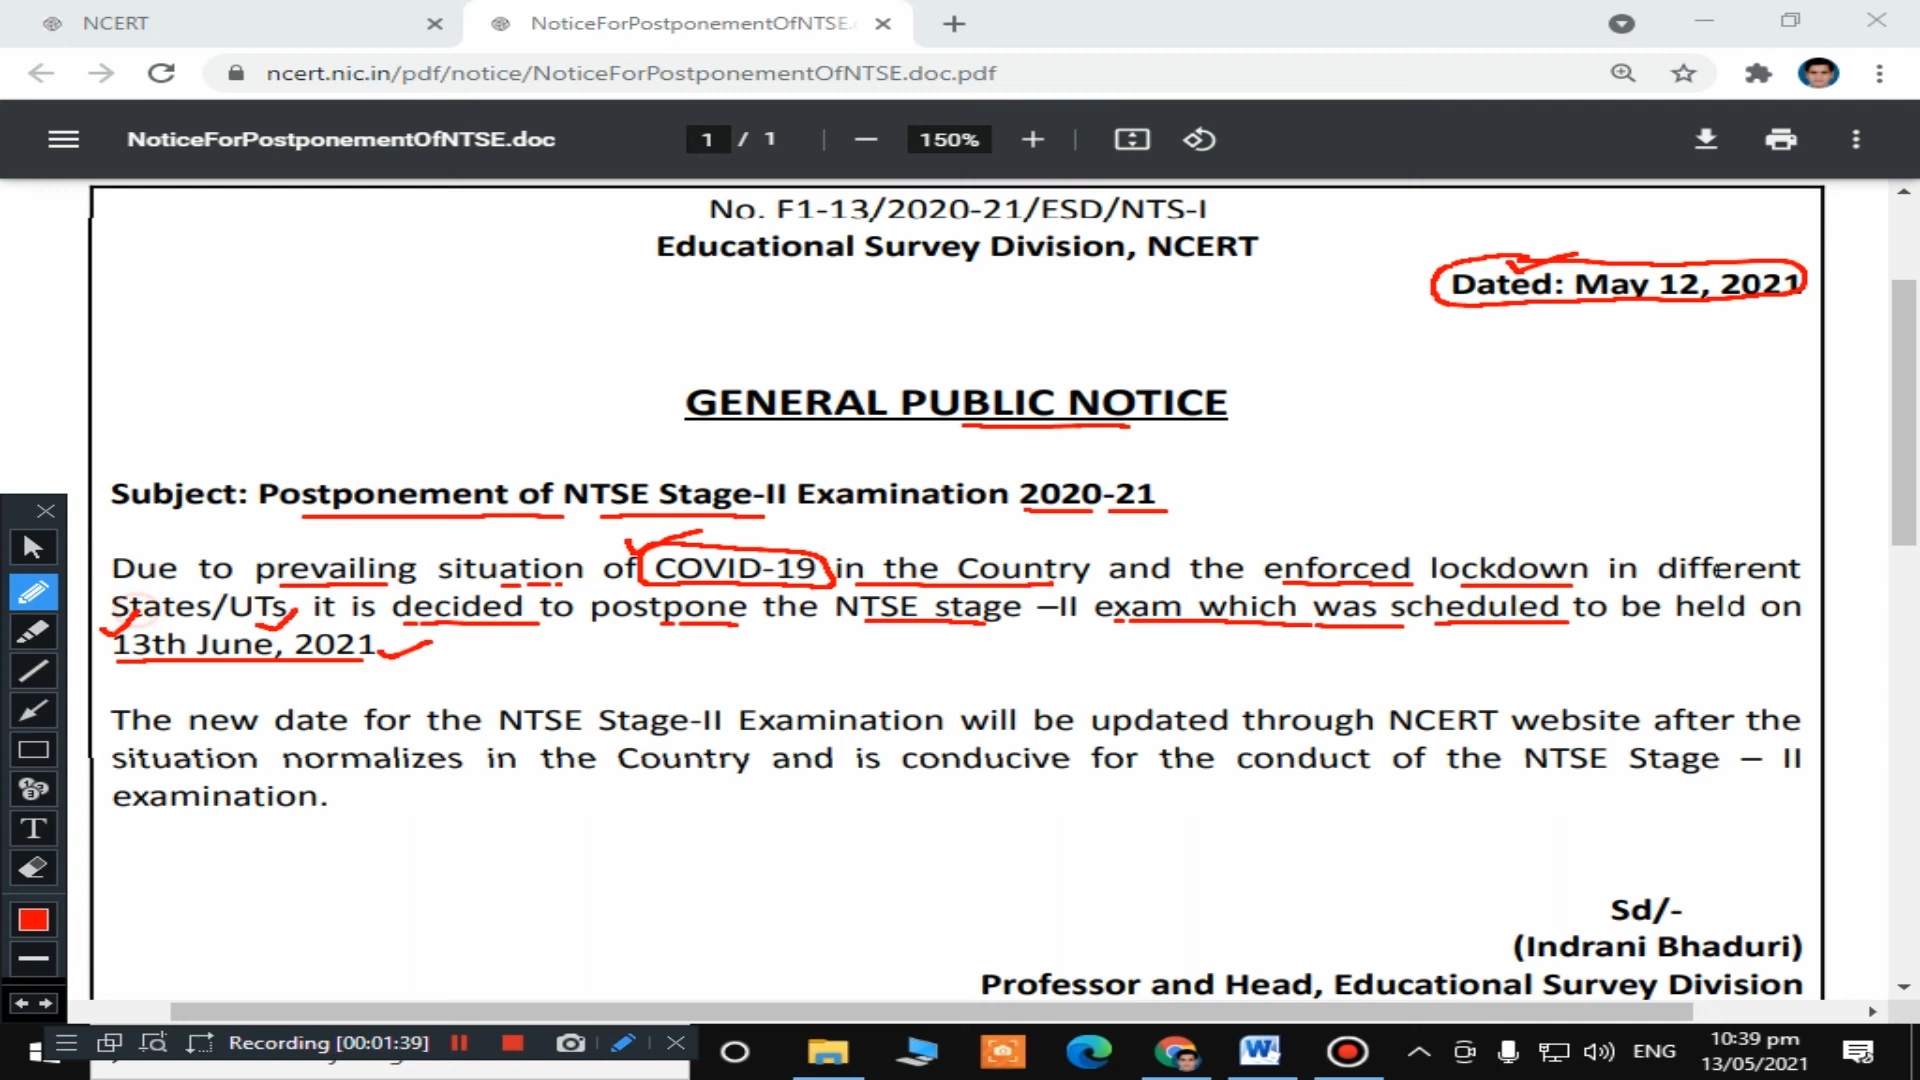 NCERT
NoticeForPostponementOfNTSE.
ncert.nic.in/pdf/notice/NoticeForPostponementOfNTSE.doc.pdf
NoticeForPostponementOfNTSE.doc
1 / 1
150%
No. F1-13/2020-21/ESD/NTS-I
Educational Survey Division, NCERT
Dated: May 12, 2021
GENERAL PUBLIC NOTICE
Subject: Postponement of NTSE Stage-II Examination 2020-21
Due to prevailing situation of COVID-19 in the Country and the enforced lockdown in different
States/UTs, it is decided to postpone the NTSE stage –II exam which was scheduled to be held on
13th June, 2021.
The new date for the NTSE Stage-II Examination will be updated through NCERT website after the
situation normalizes in the Country and is conducive for the conduct of the NTSE Stage – II
examination.
Sd/-
(Indrani Bhaduri)
Professor and Head, Educational Survey Division
T
Recording [00:01:39]
ENG
10:39 pm
13/05/2021